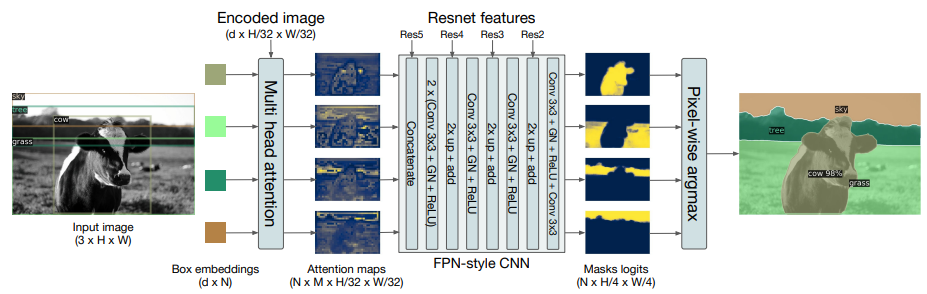 Encoded image
(d x H/32 x W/32)
Resnet features
Res5
Res4
Res3
Res2
sky
tree
cow
grass
Input image
(3 x H x W)
Box embeddings
(d x N)
Multi head attention
Attention maps
(N x M x H/32 x W/32)
Concatenate
2 x (Conv 3x3 + GN + ReLU)
2x up + add
Conv 3x3 + GN + ReLU
2x up + add
Conv 3x3 + GN + ReLU
2x up + add
Conv 3x3 + GN + ReLU + Conv 3x3
FPN-style CNN
Masks logits
(N x H/4 x W/4)
Pixel-wise argmax
sky
tree
cow 98%
grass